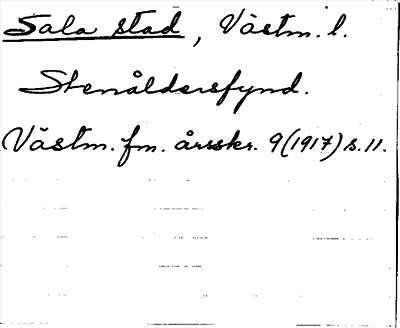 Sala stad, Västm. l.
Stenåldersfynd.
Västm. fm. årsskr. 9(1917) s. 11.